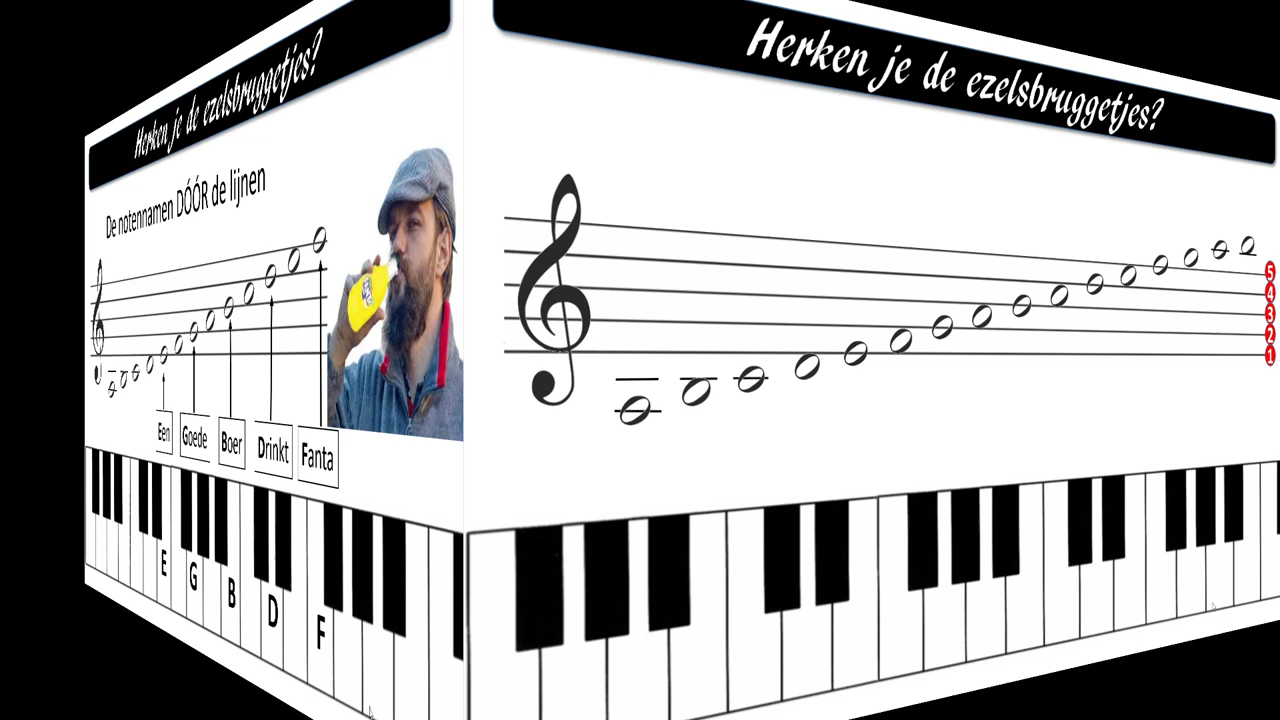 Herken je de ezelsbruggetjes?
De notennamen DÓÓR de lijnen
Een Goede Boer Drinkt Fanta
E G B D F
Herken je de ezelsbruggetjes?
5
4
3
2
1